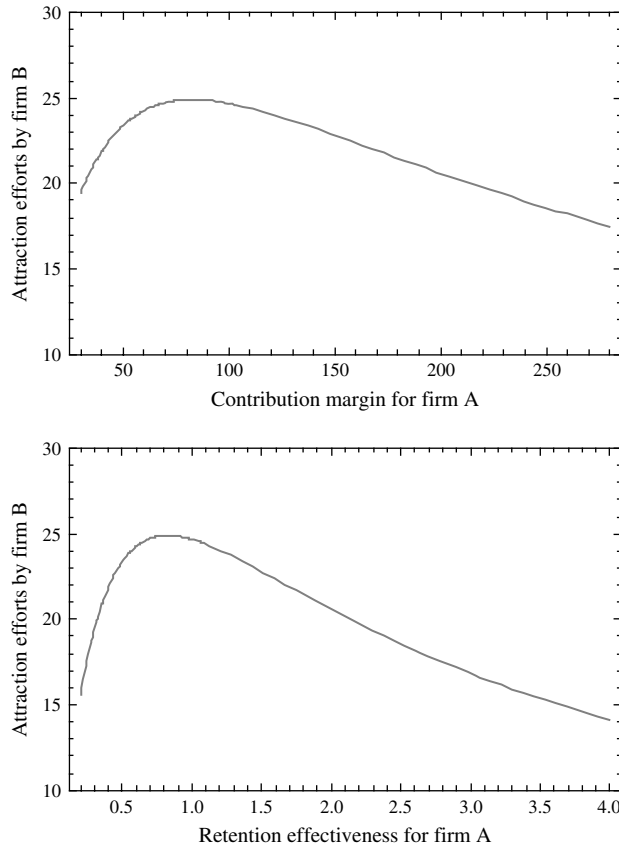 30
25
20
15
10
Attraction efforts by firm B
50 100 150 200 250
Contribution margin for firm A
30
25
20
15
10
Attraction efforts by firm B
0.5 1.0 1.5 2.0 2.5 3.0 3.5 4.0
Retention effectiveness for firm A